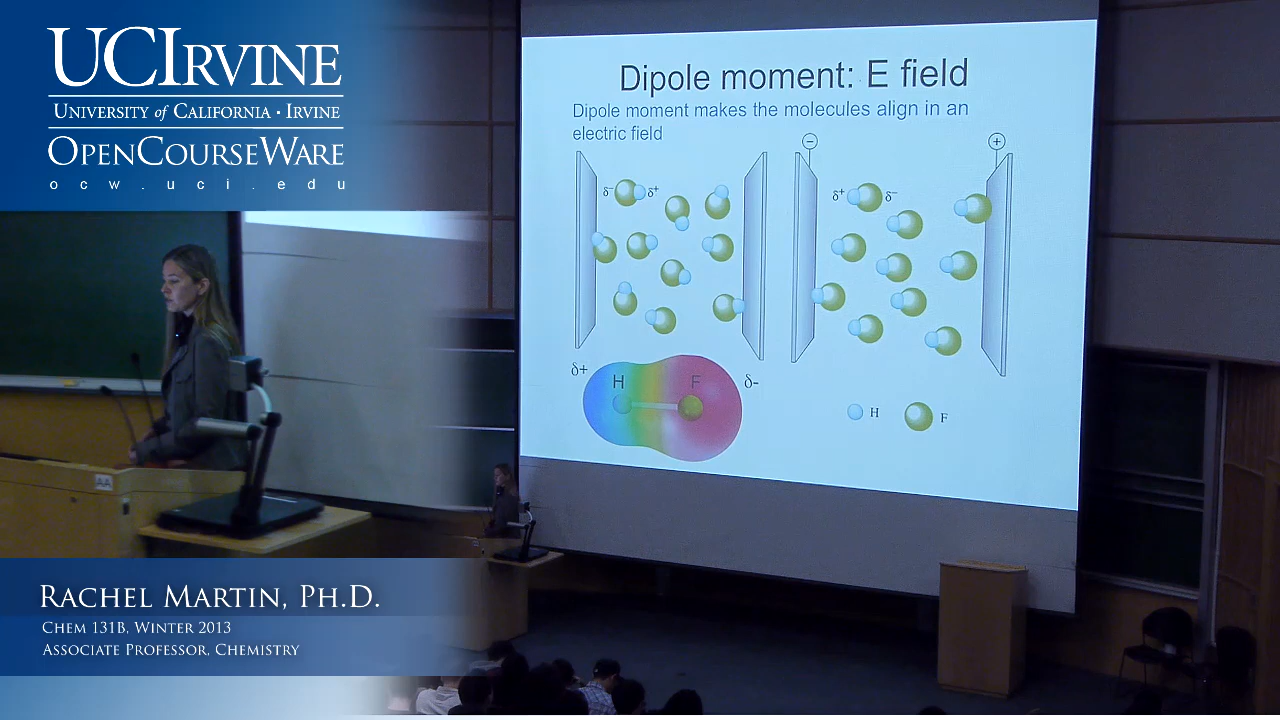 UCIRVINE
UNIVERSITY of CALIFORNIA · IRVINE
OPENCOURSEWARE
ocw.uci.edu
Dipole moment: E field
Dipole moment makes the molecules align in an
electric field
− +
δ− δ+ δ+ δ−
δ+ H F δ-
H F
AA
RACHEL MARTIN, PH.D.
CHEM 131B, WINTER 2013
ASSOCIATE PROFESSOR, CHEMISTRY